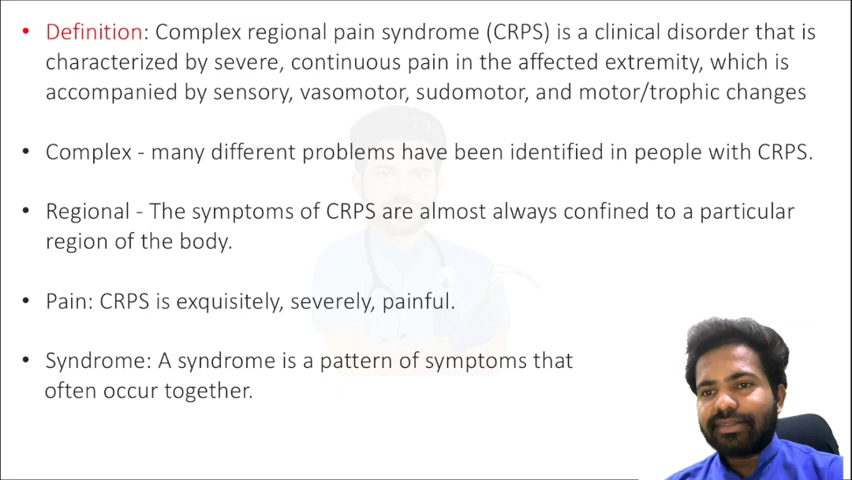 • Definition: Complex regional pain syndrome (CRPS) is a clinical disorder that is
characterized by severe, continuous pain in the affected extremity, which is
accompanied by sensory, vasomotor, sudomotor, and motor/trophic changes
• Complex - many different problems have been identified in people with CRPS.
• Regional - The symptoms of CRPS are almost always confined to a particular
region of the body.
• Pain: CRPS is exquisitely, severely, painful.
• Syndrome: A syndrome is a pattern of symptoms that
often occur together.